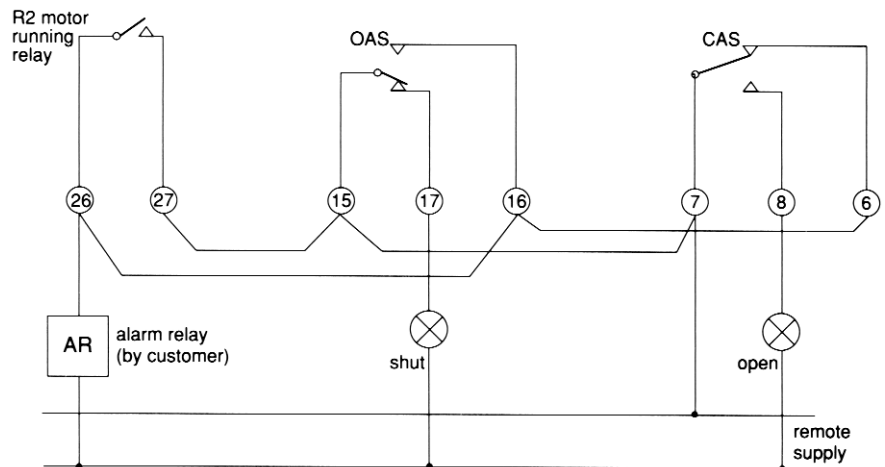 R2 motor
running
relay
OAS
CAS
26
27
15
17
16
7
8
6
AR
alarm relay
(by customer)
shut
open
remote
supply